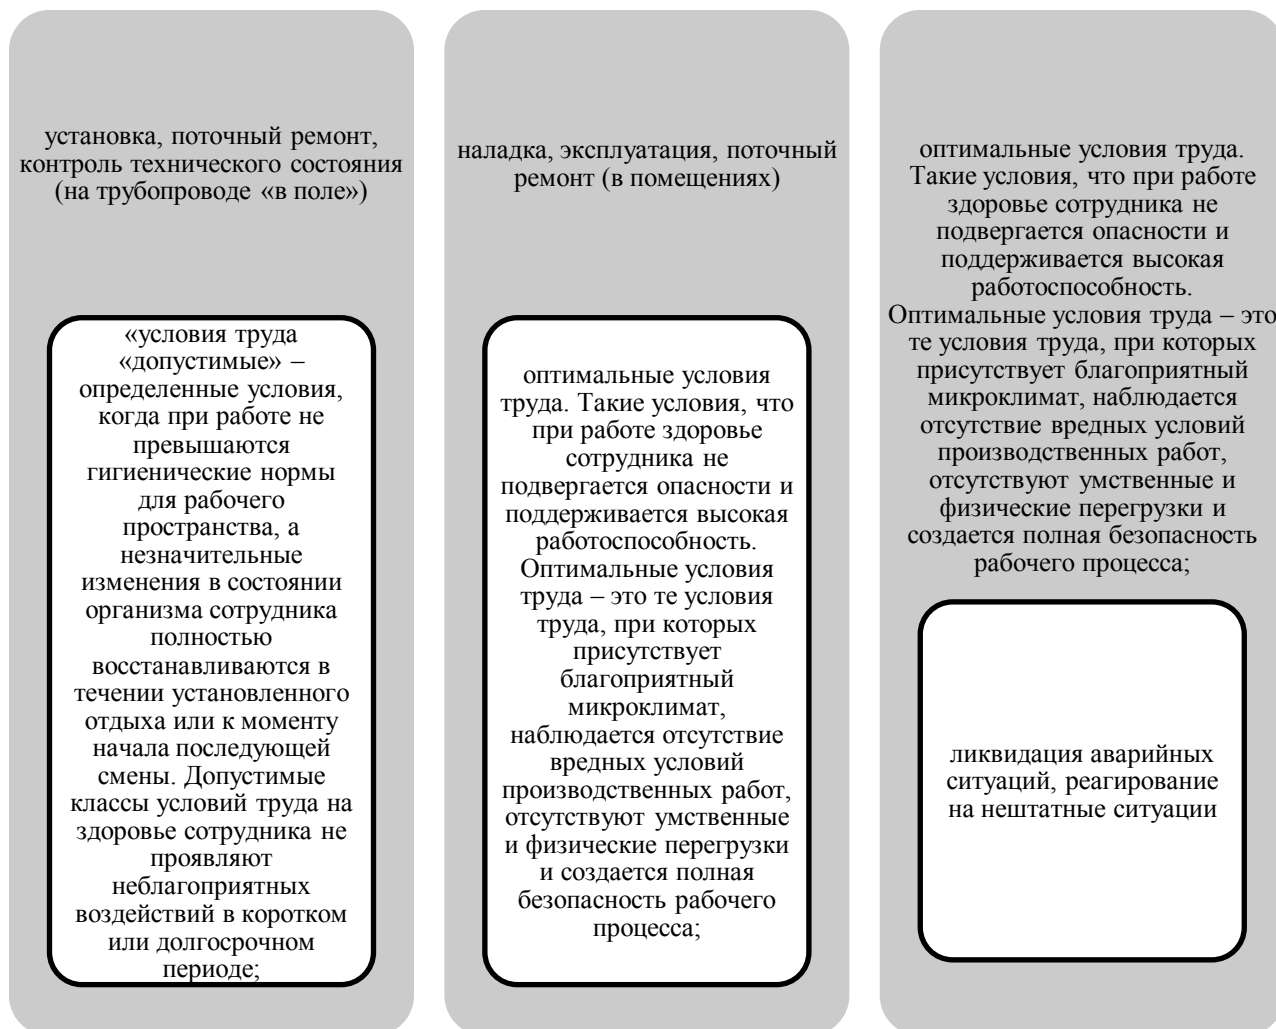 установка, поточный ремонт,
контроль технического состояния
(на трубопроводе «в поле»)
«условия труда
«допустимые» –
определенные условия,
когда при работе не
превышаются
гигиенические нормы
для рабочего
пространства, а
незначительные
изменения в состоянии
организма сотрудника
полностью
восстанавливаются в
течении установленного
отдыха или к моменту
начала последующей
смены. Допустимые
классы условий труда на
здоровье сотрудника не
проявляют
неблагоприятных
воздействий в коротком
или долгосрочном
периоде;
наладка, эксплуатация, поточный
ремонт (в помещениях)
оптимальные условия
труда. Такие условия, что
при работе здоровье
сотрудника не
подвергается опасности и
поддерживается высокая
работоспособность.
Оптимальные условия
труда – это те условия
труда, при которых
присутствует
благоприятный
микроклимат,
наблюдается отсутствие
вредных условий
производственных работ,
отсутствуют умственные
и физические перегрузки
и создается полная
безопасность рабочего
процесса;
оптимальные условия труда.
Такие условия, что при работе
здоровье сотрудника не
подвергается опасности и
поддерживается высокая
работоспособность.
Оптимальные условия труда – это
те условия труда, при которых
присутствует благоприятный
микроклимат, наблюдается
отсутствие вредных условий
производственных работ,
отсутствуют умственные и
физические перегрузки и
создается полная безопасность
рабочего процесса;
ликвидация аварийных
ситуаций, реагирование
на нештатные ситуации